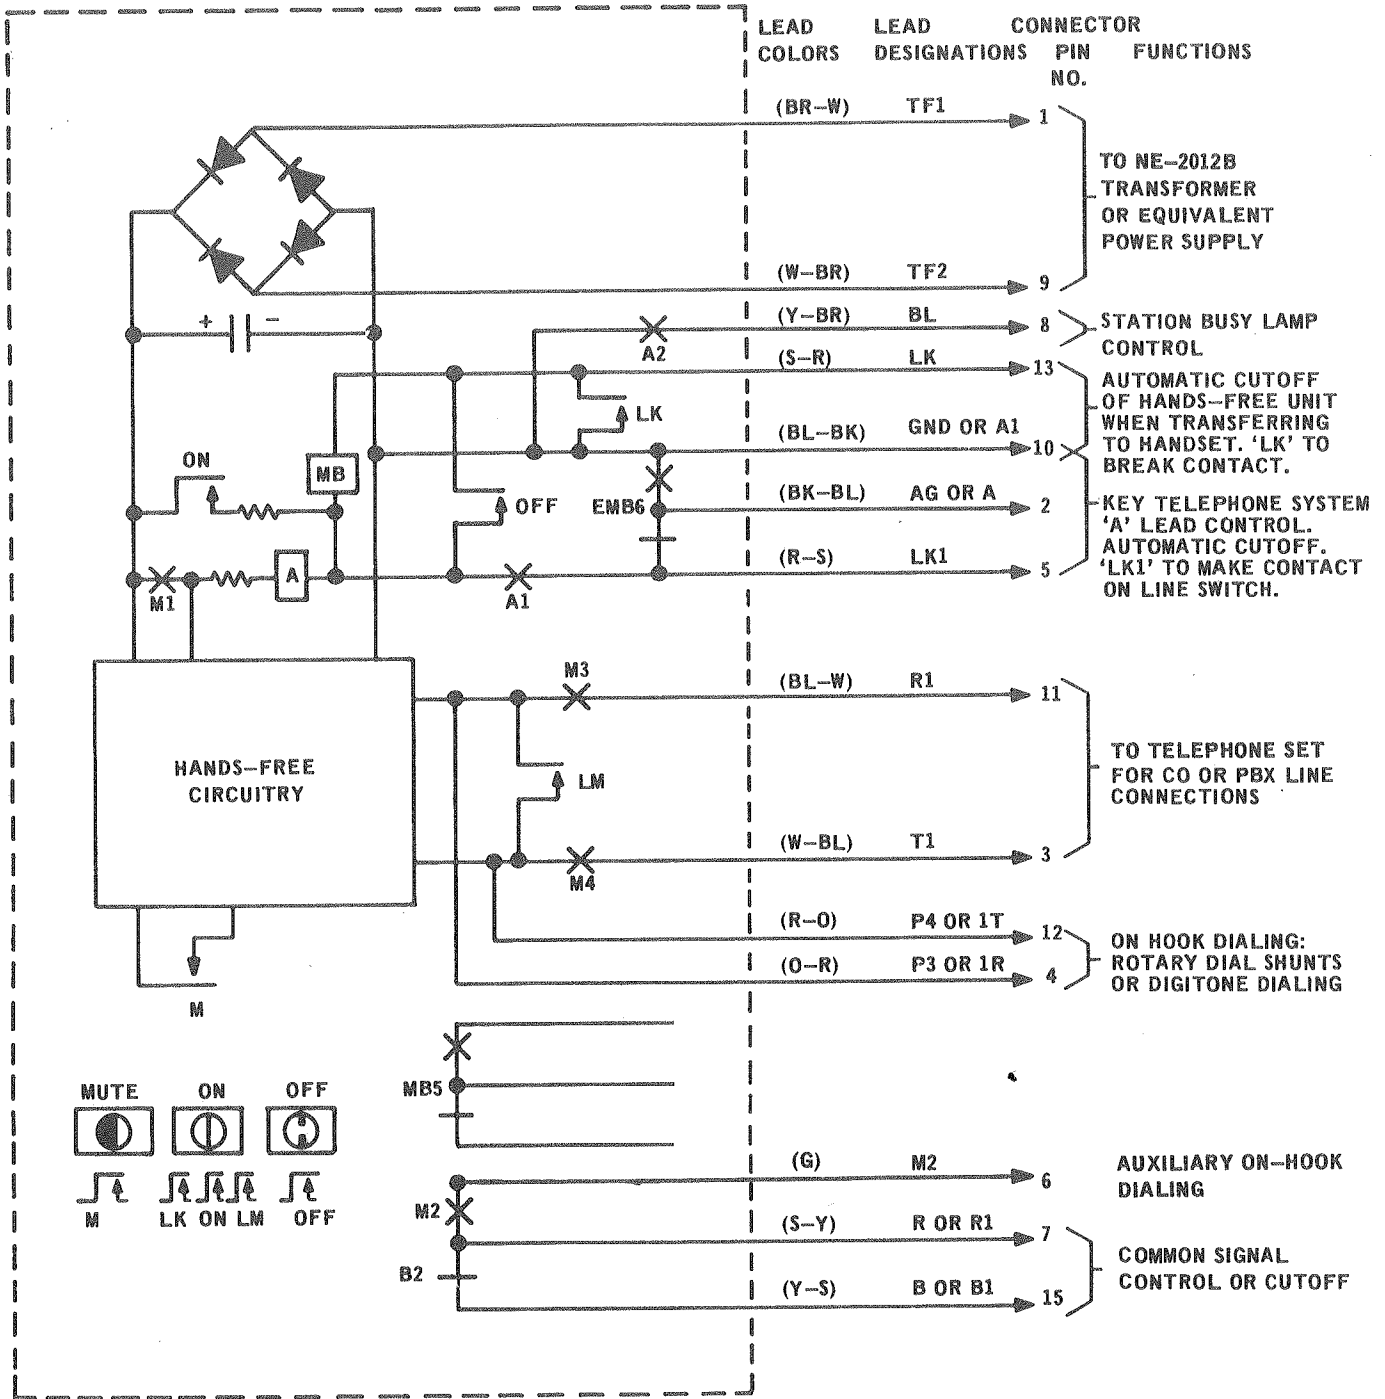 LEAD LEAD CONNECTOR
COLORS DESIGNATIONS PIN FUNCTIONS
NO.
(BR-W) TF1 1
TO NE-2012B
TRANSFORMER
OR EQUIVALENT
POWER SUPPLY
(W-BR) TF2 9
+ -
(Y-BR) BL 8
STATION BUSY LAMP
CONTROL
A2
(S-R) LK 13
AUTOMATIC CUTOFF
OF HANDS-FREE UNIT
WHEN TRANSFERRING
TO HANDSET. 'LK' TO
BREAK CONTACT.
LK
(BL-BK) GND OR A1 10
ON
MB
OFF
EMB6
(BK-BL) AG OR A 2
KEY TELEPHONE SYSTEM
'A' LEAD CONTROL.
AUTOMATIC CUTOFF.
'LK1' TO MAKE CONTACT
ON LINE SWITCH.
(R-S) LK1 5
M1
A
A1
M3
(BL-W) R1 11
HANDS-FREE
CIRCUITRY
LM
TO TELEPHONE SET
FOR CO OR PBX LINE
CONNECTIONS
(W-BL) T1 3
M4
(R-O) P4 OR 1T 12
ON HOOK DIALING:
ROTARY DIAL SHUNTS
OR DIGITONE DIALING
(O-R) P3 OR 1R 4
M
MUTE ON OFF
M LK ON LM OFF
MB5
(G) M2 6
AUXILIARY ON-HOOK
DIALING
M2
(S-Y) R OR R1 7
COMMON SIGNAL
CONTROL OR CUTOFF
B2
(Y-S) B OR B1 15